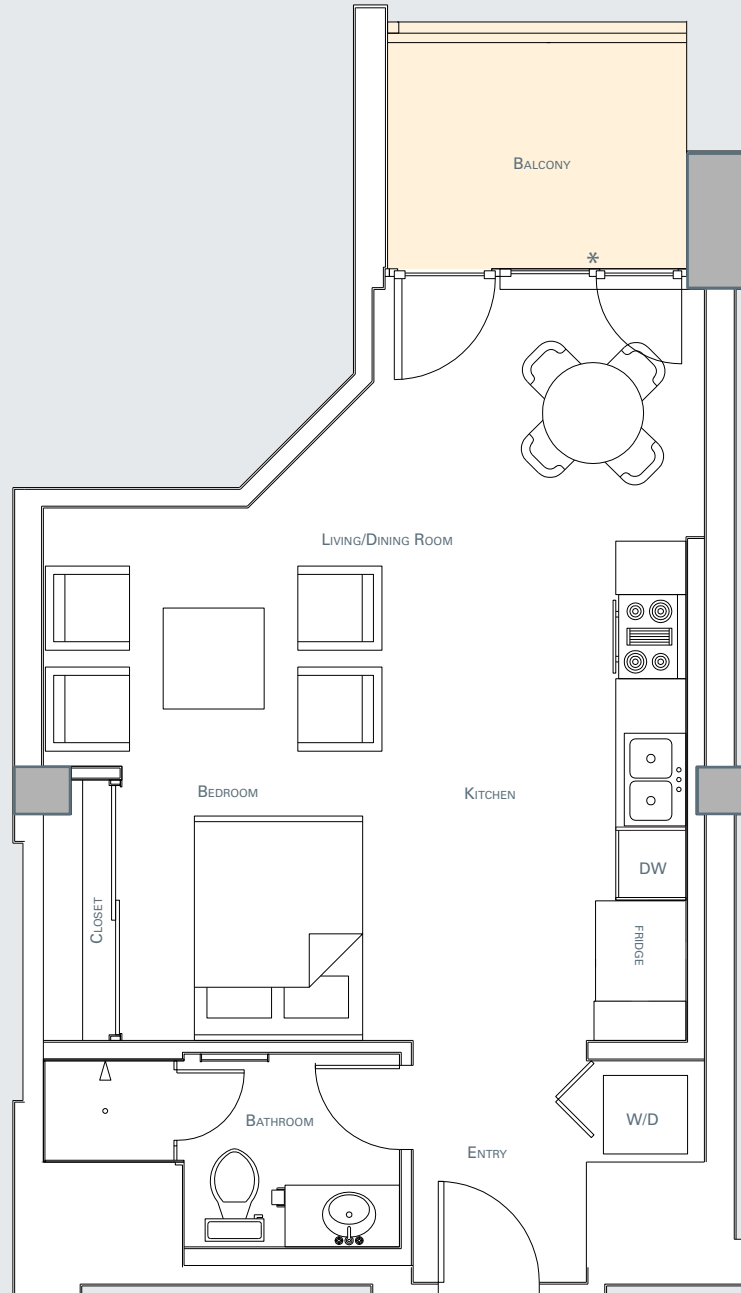 Balcony
*
Living/Dining Room
Bedroom
Kitchen
DW
Closet
FRIDGE
Bathroom
W/D
Entry